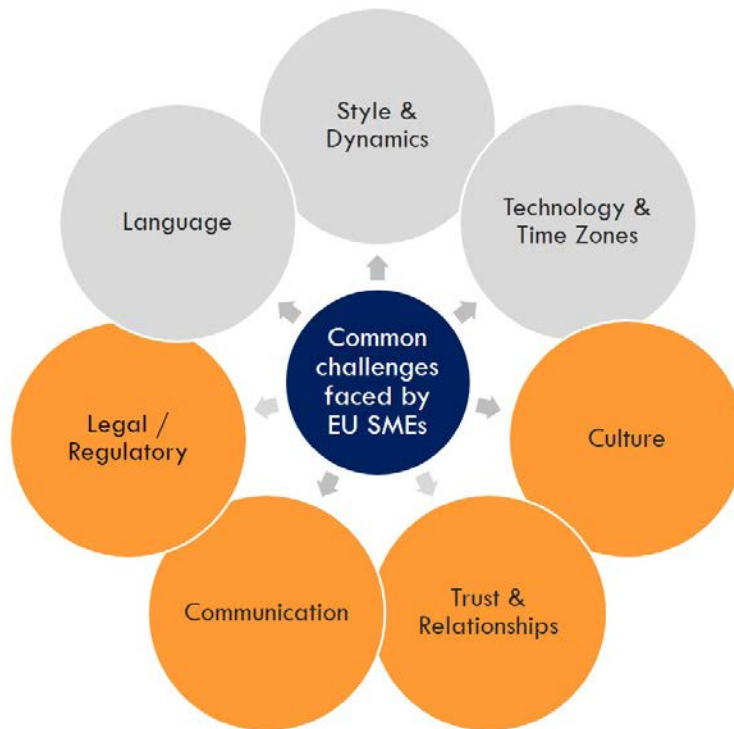 Style &
Dynamics
Technology &
Time Zones
Culture
Trust &
Relationships
Communication
Legal /
Regulatory
Language
Common
challenges
faced by
EU SMEs